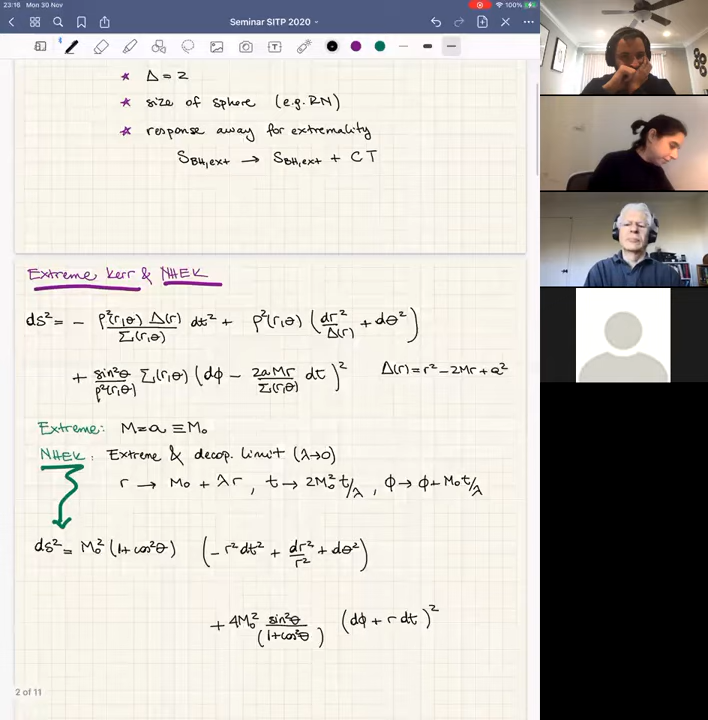 23:16 Mon 30 Nov
100%
Seminar SITP 2020
Δ = 2
size of sphere (e.g. RN)
response away for extremality
S_BH,ext → S_BH,ext + CT
Extreme Kerr & NHEK
ds² = - ρ²(r,θ) Δ(r) / Σ(r,θ) dt² + ρ²(r,θ) (dr²/Δ(r) + dθ²)
+ sin²θ/ρ²(r,θ) Σ(r,θ) (dφ - 2aMr/Σ(r,θ) dt)² Δ(r) = r² - 2Mr + a²
Extreme: M = a ≡ M₀
NHEK: Extreme & decop. limit (λ→0)
r → M₀ + λr , t → 2M₀² t/λ , φ → φ + M₀ t/λ
ds² = M₀² (1+cos²θ) (-r²dt² + dr²/r² + dθ²)
+ 4M₀² sin²θ/(1+cos²θ) (dφ + r dt)²
2 of 11